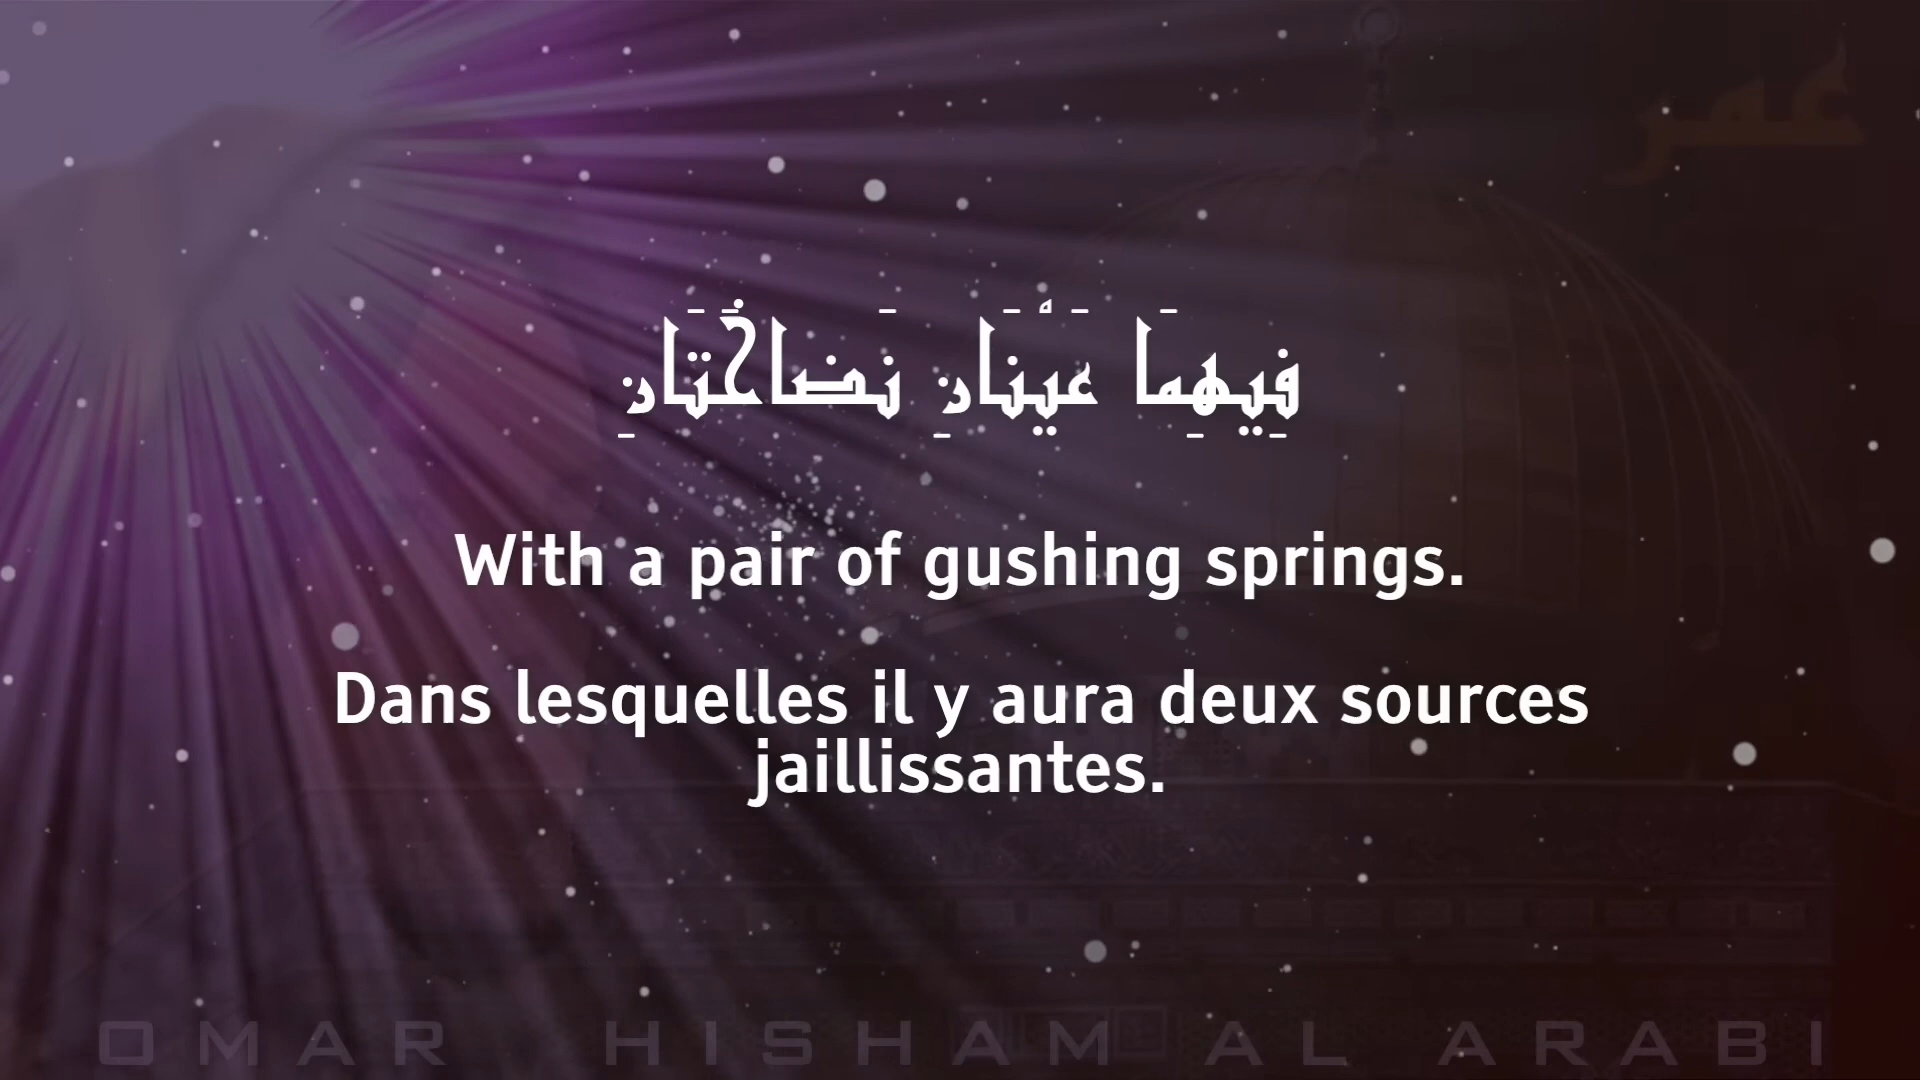 عمر
فِيهِمَا عَيْنَانِ نَضَاخَتَانِ
With a pair of gushing springs.
Dans lesquelles il y aura deux sources
jaillissantes.
OMAR HISHAM AL ARABI